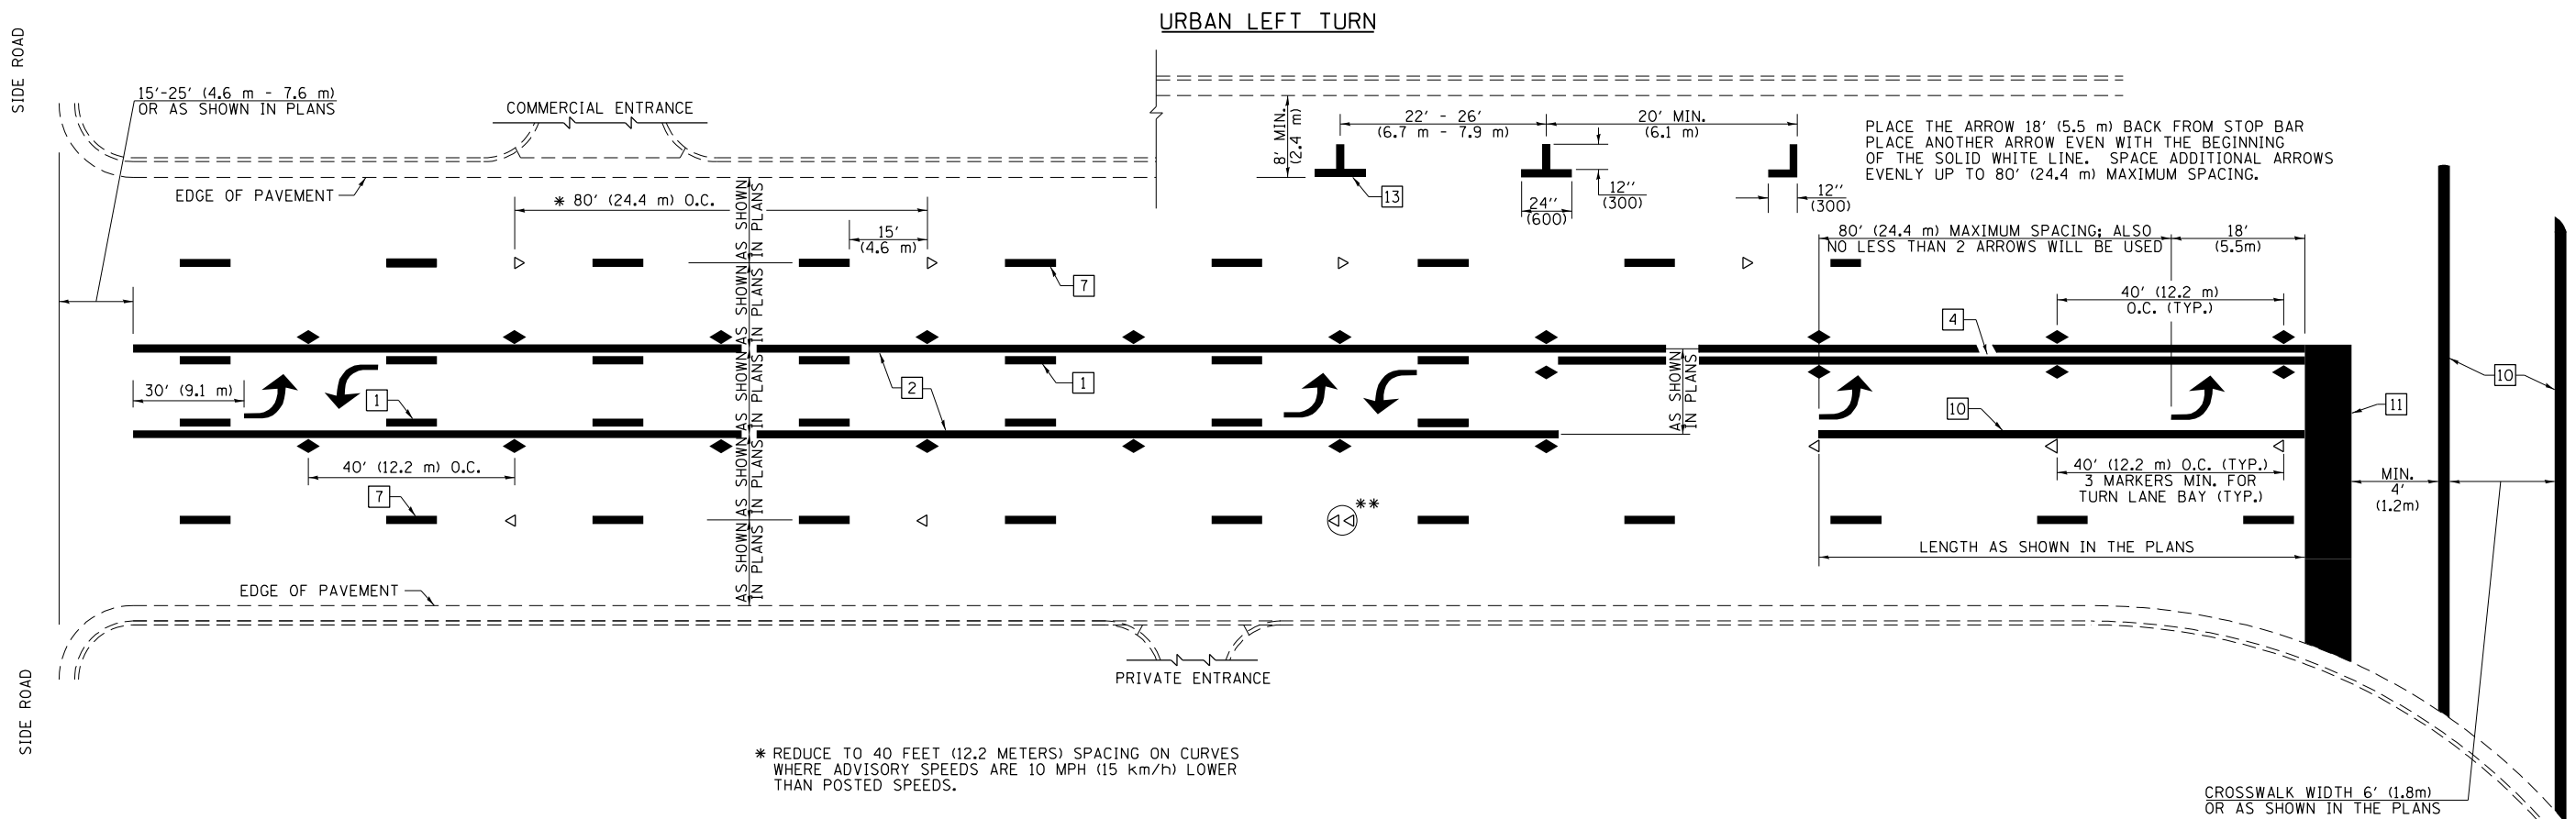 URBAN LEFT TURN
SIDE ROAD
15'-25' (4.6 m - 7.6 m)
OR AS SHOWN IN PLANS
COMMERCIAL ENTRANCE
EDGE OF PAVEMENT
* 80' (24.4 m) O.C.
15'
(4.6 m)
8' MIN.
(2.4 m)
22' - 26'
(6.7 m - 7.9 m)
20' MIN.
(6.1 m)
13
24''
(600)
12''
(300)
12''
(300)
PLACE THE ARROW 18' (5.5 m) BACK FROM STOP BAR
PLACE ANOTHER ARROW EVEN WITH THE BEGINNING
OF THE SOLID WHITE LINE. SPACE ADDITIONAL ARROWS
EVENLY UP TO 80' (24.4 m) MAXIMUM SPACING.
80' (24.4 m) MAXIMUM SPACING; ALSO
NO LESS THAN 2 ARROWS WILL BE USED
18'
(5.5m)
7
40' (12.2 m)
O.C. (TYP.)
4
AS SHOWN
IN PLANS
AS SHOWN
IN PLANS
AS SHOWN
IN PLANS
AS SHOWN
IN PLANS
AS SHOWN
IN PLANS
30' (9.1 m)
1
2
1
AS SHOWN
IN PLANS
10
11
10
40' (12.2 m) O.C.
7
**
40' (12.2 m) O.C. (TYP.)
3 MARKERS MIN. FOR
TURN LANE BAY (TYP.)
MIN.
4'
(1.2m)
LENGTH AS SHOWN IN THE PLANS
EDGE OF PAVEMENT
SIDE ROAD
PRIVATE ENTRANCE
* REDUCE TO 40 FEET (12.2 METERS) SPACING ON CURVES
WHERE ADVISORY SPEEDS ARE 10 MPH (15 km/h) LOWER
THAN POSTED SPEEDS.
CROSSWALK WIDTH 6' (1.8m)
OR AS SHOWN IN THE PLANS